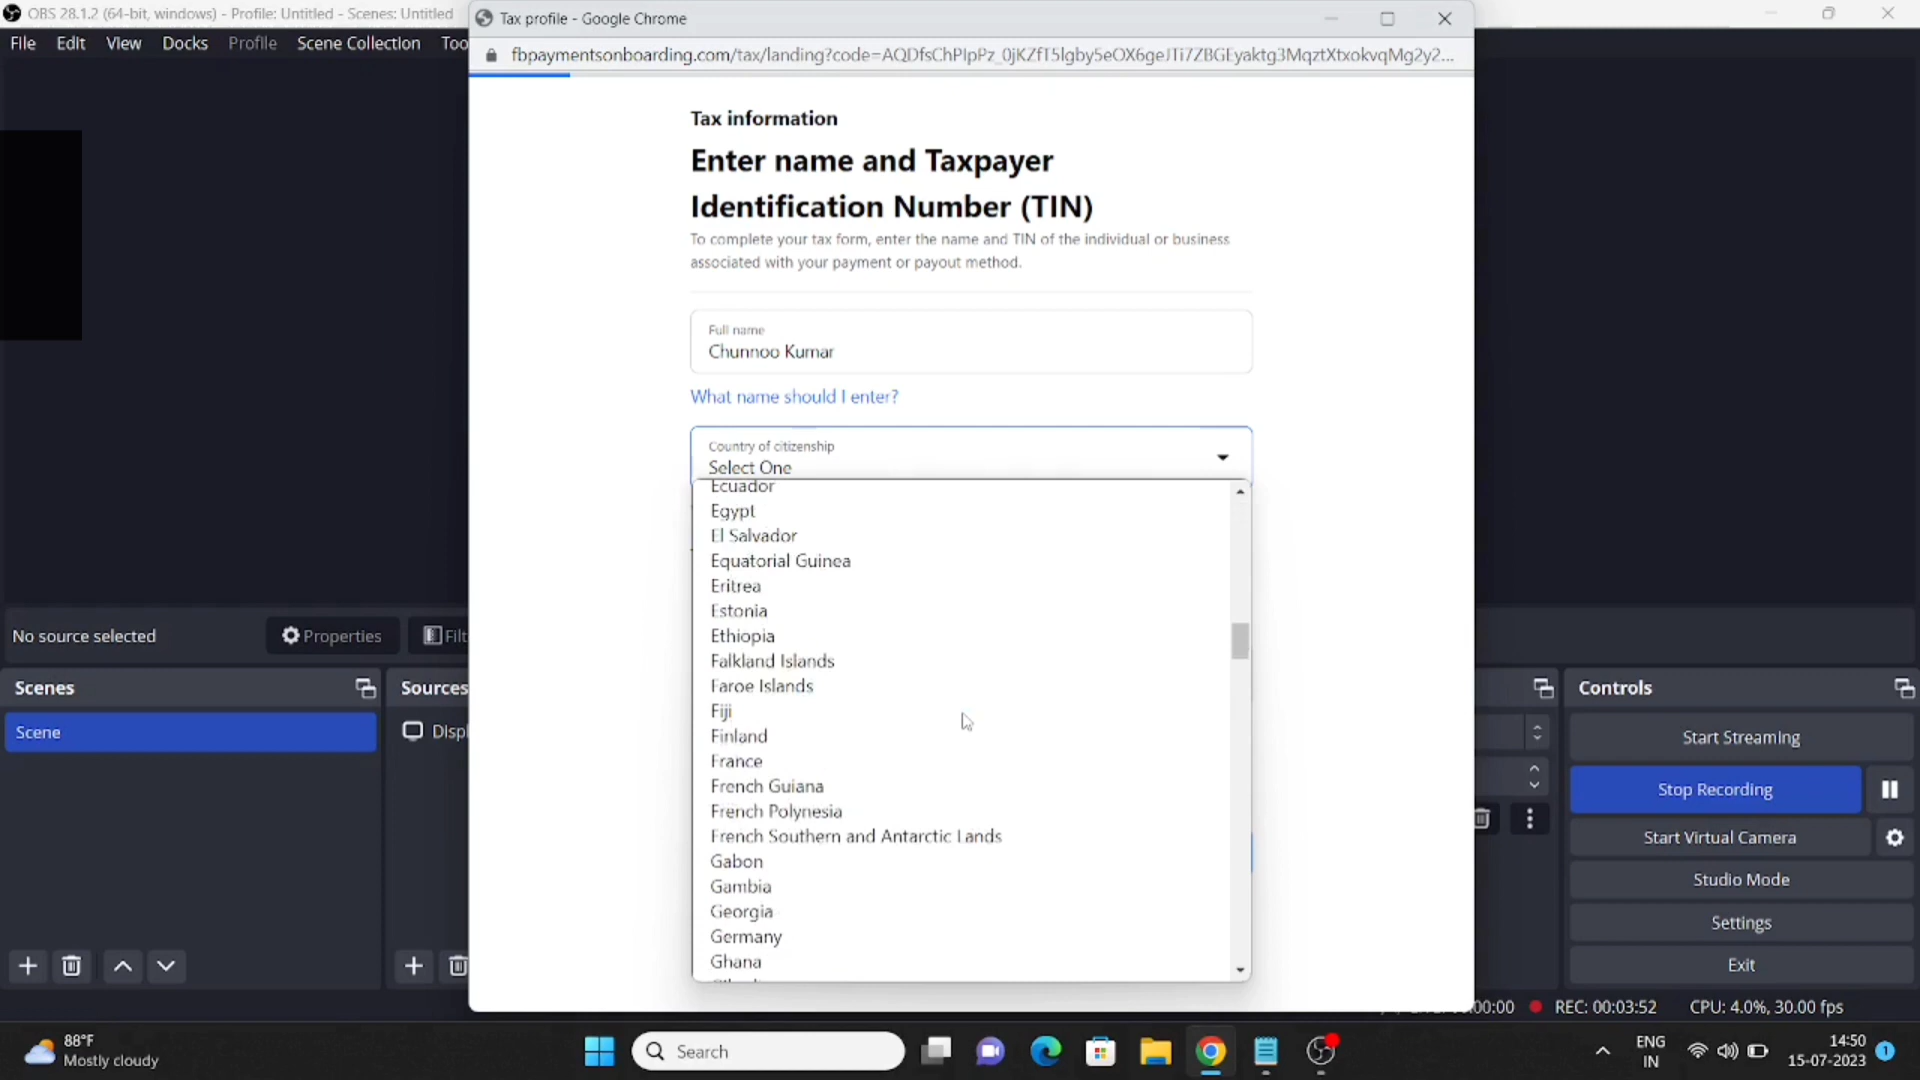 OBS 28.1.2 (64-bit, windows) - Profile: Untitled - Scenes: Untitled
File Edit View Docks Profile Scene Collection Too
Tax profile - Google Chrome
fbpaymentsonboarding.com/tax/landing?code=AQDfsChPIpPz_0jKZfT5lgby5eOX6geJTi7ZBGEyaktg3MqztXtxokvqMg2y2...
Tax information
Enter name and Taxpayer
Identification Number (TIN)
To complete your tax form, enter the name and TIN of the individual or business
associated with your payment or payout method.
Full name
Chunnoo Kumar
What name should I enter?
Country of citizenship
Select One
Ecuador
Egypt
El Salvador
Equatorial Guinea
Eritrea
Estonia
Ethiopia
Falkland Islands
Faroe Islands
Fiji
Finland
France
French Guiana
French Polynesia
French Southern and Antarctic Lands
Gabon
Gambia
Georgia
Germany
Ghana
No source selected
Properties
Filt
Scenes
Scene
Sources
Displ
Controls
Start Streaming
Stop Recording
Start Virtual Camera
Studio Mode
Settings
Exit
00:00 REC: 00:03:52 CPU: 4.0%, 30.00 fps
88°F
Mostly cloudy
Search
ENG
IN
14:50
15-07-2023
1